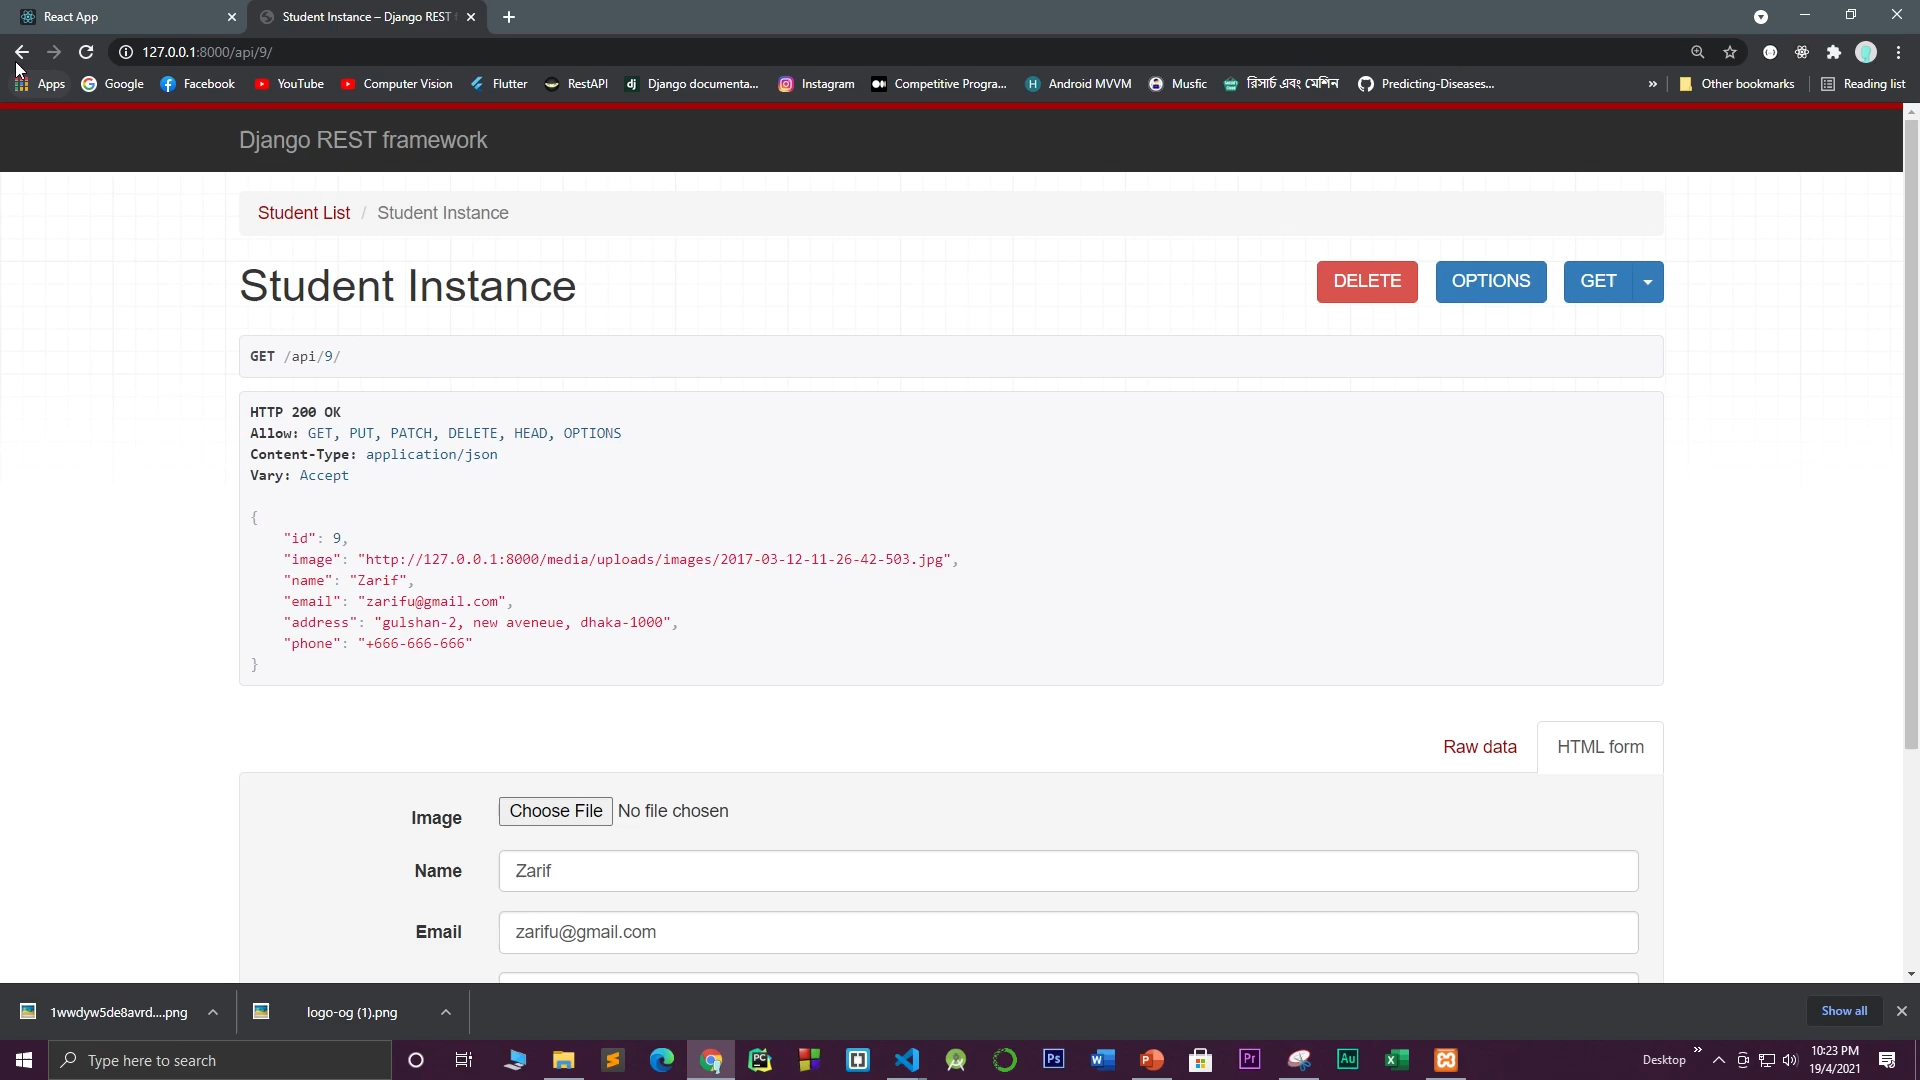 React App
Student Instance – Django REST
127.0.0.1:8000/api/9/
Apps
Google
Facebook
YouTube
Computer Vision
Flutter
RestAPI
dj Django documenta...
Instagram
Competitive Progra...
H Android MVVM
Musfic
রিসার্চ এবং মেশিন
Predicting-Diseases...
»
Other bookmarks
Reading list
Django REST framework
Student List / Student Instance
Student Instance
DELETE
OPTIONS
GET
GET /api/9/
HTTP 200 OK
Allow: GET, PUT, PATCH, DELETE, HEAD, OPTIONS
Content-Type: application/json
Vary: Accept
{
"id": 9,
"image": "http://127.0.0.1:8000/media/uploads/images/2017-03-12-11-26-42-503.jpg",
"name": "Zarif",
"email": "zarifu@gmail.com",
"address": "gulshan-2, new aveneue, dhaka-1000",
"phone": "+666-666-666"
}
Raw data
HTML form
Image
Choose File No file chosen
Name
Zarif
Email
zarifu@gmail.com
1wwdyw5de8avrd....png
logo-og (1).png
Show all
Type here to search
PC
Ps
W
P
Pr
Au
X
Desktop »
10:23 PM
19/4/2021